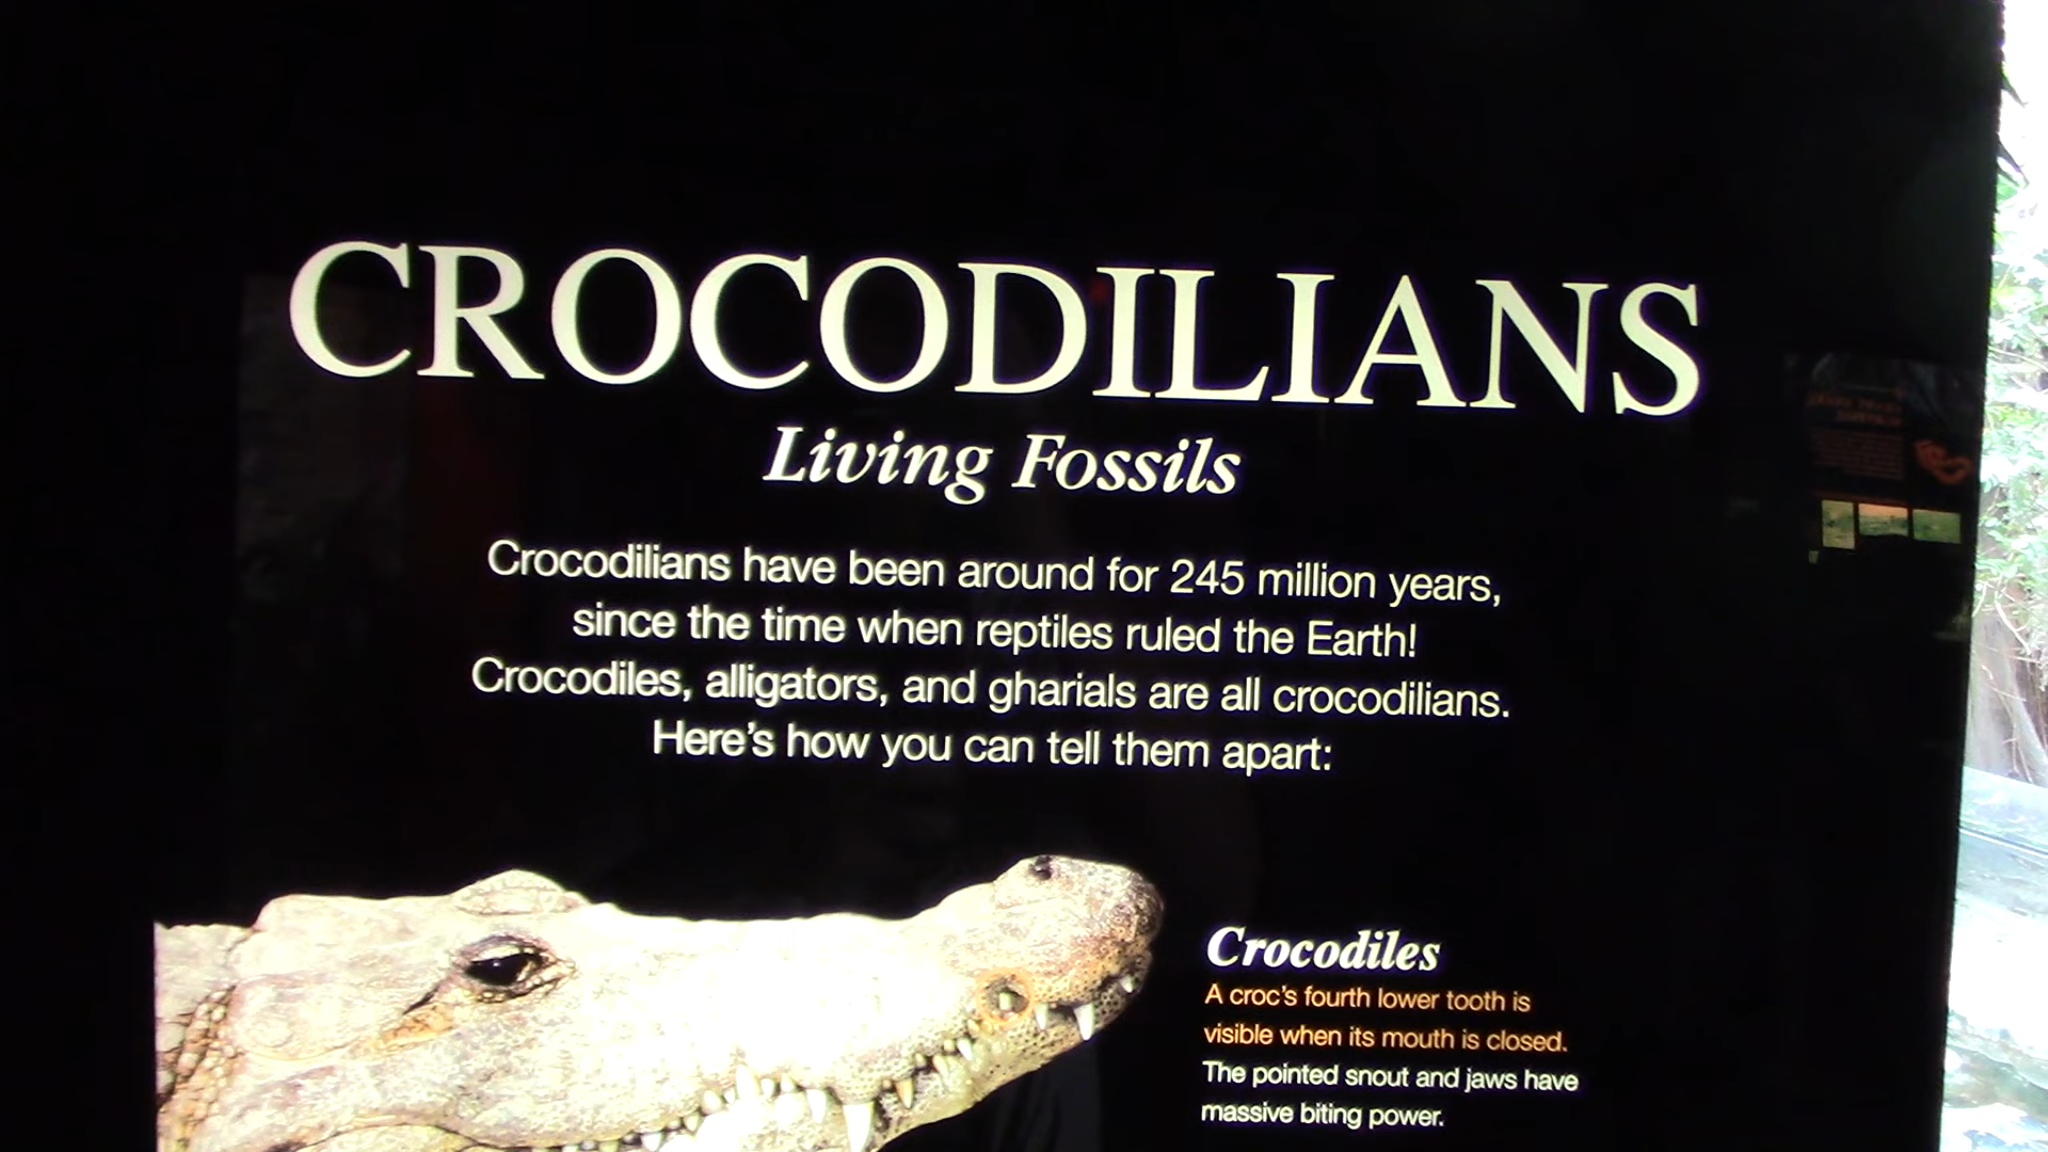 CROCODILIANS
Living Fossils
Crocodilians have been around for 245 million years,
since the time when reptiles ruled the Earth!
Crocodiles, alligators, and gharials are all crocodilians.
Here's how you can tell them apart:
Crocodiles
A croc's fourth lower tooth is
visible when its mouth is closed.
The pointed snout and jaws have
massive biting power.